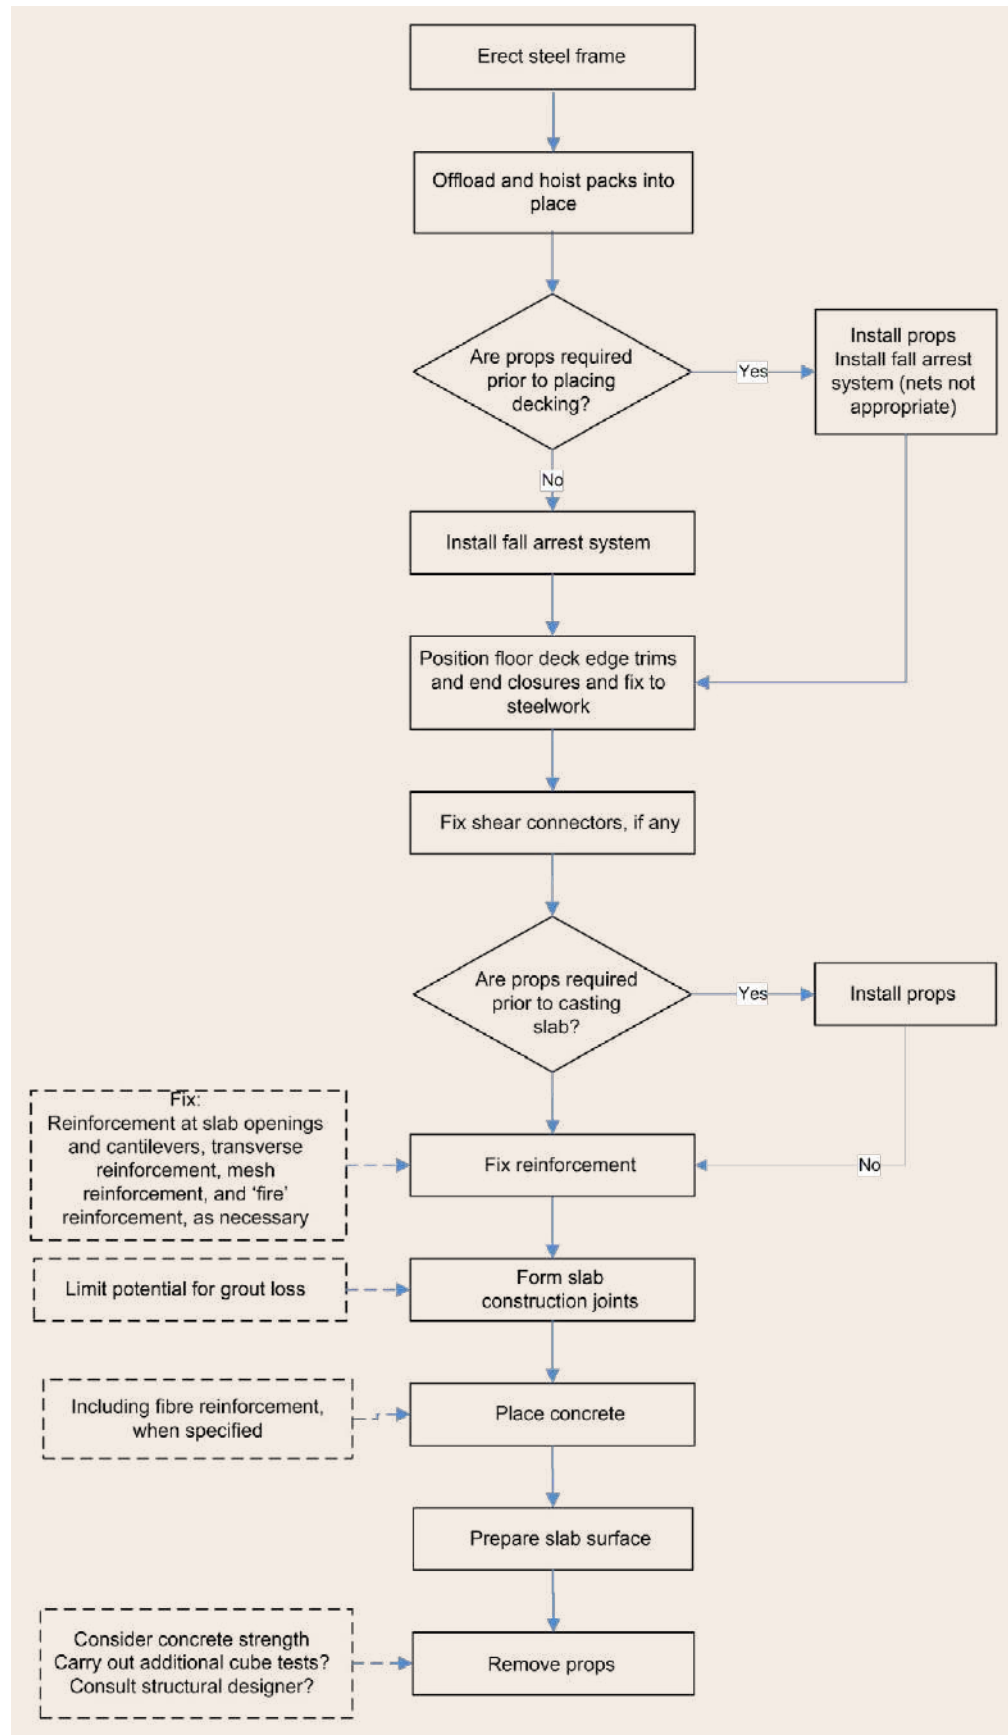 Erect steel frame
Offload and hoist packs into
place
Are props required
prior to placing
decking?
Yes
Install props
Install fall arrest
system (nets not
appropriate)
No
Install fall arrest system
Position floor deck edge trims
and end closures and fix to
steelwork
Fix shear connectors, if any
Are props required
prior to casting
slab?
Yes
Install props
Fix:
Reinforcement at slab openings
and cantilevers, transverse
reinforcement, mesh
reinforcement, and ‘fire’
reinforcement, as necessary
Fix reinforcement
No
Limit potential for grout loss
Form slab
construction joints
Including fibre reinforcement,
when specified
Place concrete
Prepare slab surface
Consider concrete strength
Carry out additional cube tests?
Consult structural designer?
Remove props